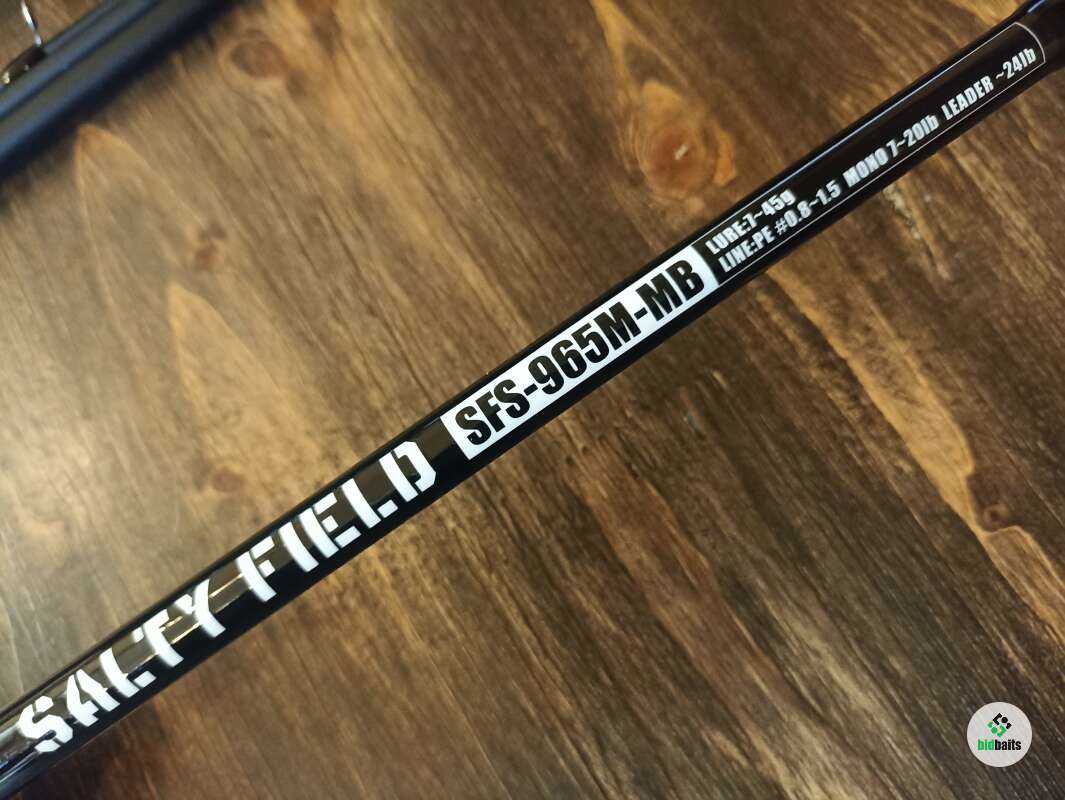 SALTY FIELD
SFS-965M-MB
LURE:7~45g
LINE:PE #0.8~1.5 MONO 7~20lb LEADER ~24lb
bidbaits